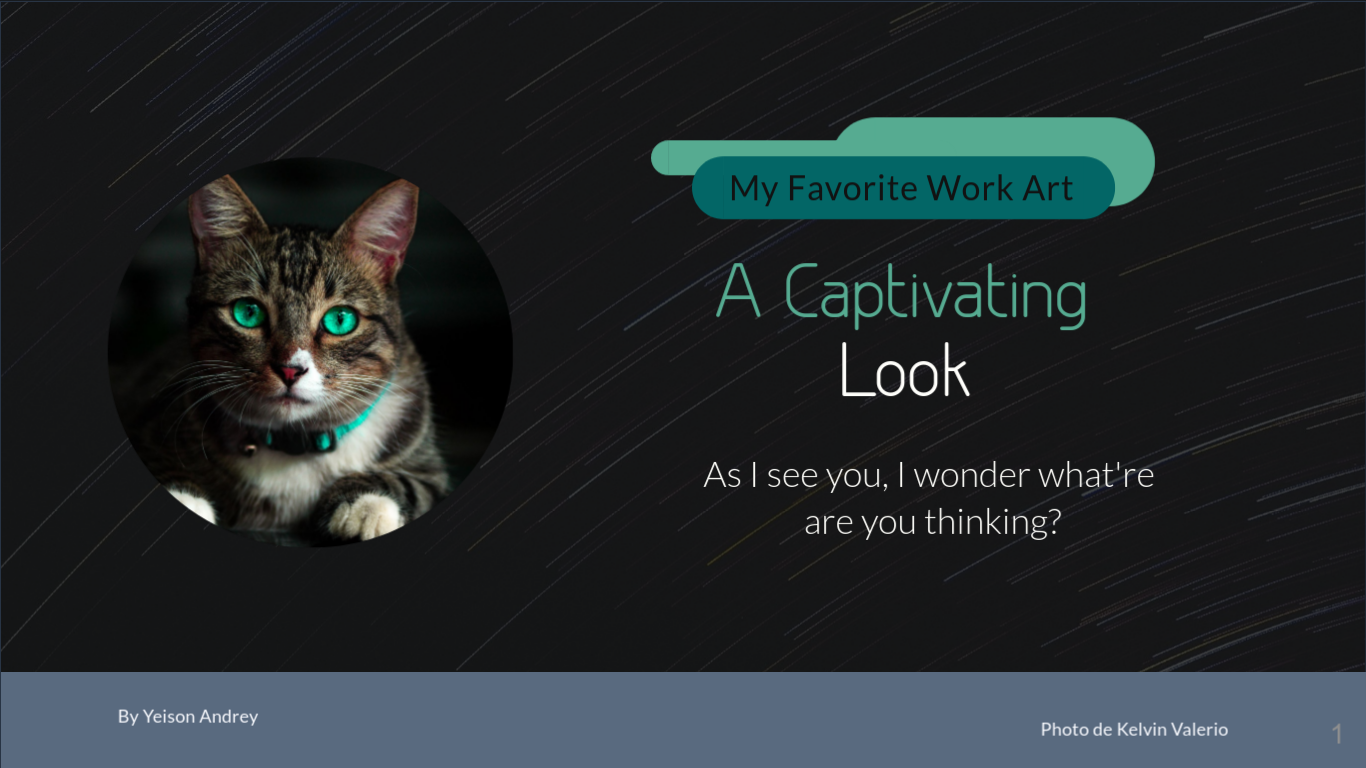 My Favorite Work Art
A Captivating
Look
As I see you, I wonder what're
are you thinking?
By Yeison Andrey
Photo de Kelvin Valerio
1